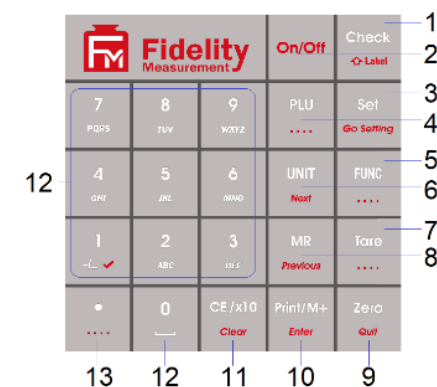 1
Fidelity
Measurement
FM
On/Off
Check
Label
2
3
7
PQRS
8
TUV
9
WXYZ
PLU
....
Set
Go Setting
4
5
12
4
GHI
5
JKL
6
MNO
UNIT
Next
FUNC
....
6
7
1
-/_
2
ABC
3
DEF
MR
Previous
Tare
....
8
.
....
0
CE/x10
Clear
Print/M+
Enter
Zero
Quit
13
12
11
10
9